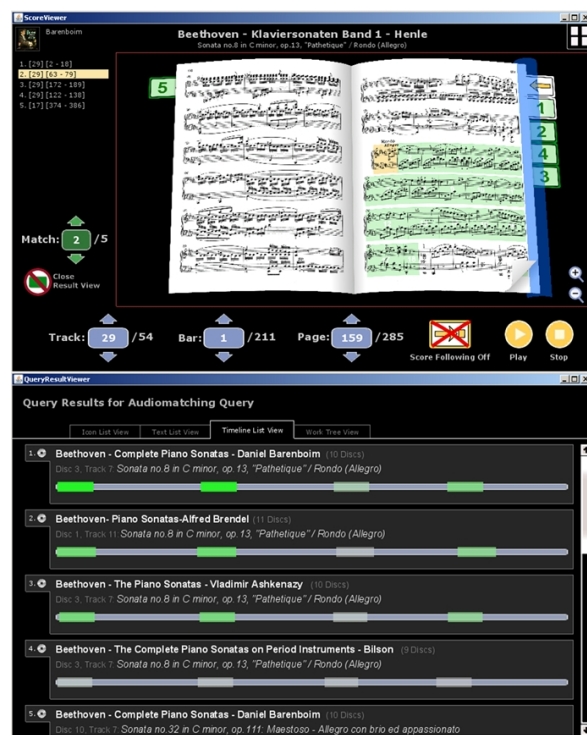 ScoreViewer
Barenboim
Beethoven - Klaviersonaten Band 1 - Henle
Sonata no.8 in C minor, op.13, "Pathetique" / Rondo (Allegro)
1. [29] [2 - 18]
2. [29] [63 - 79]
3. [29] [172 - 189]
4. [29] [122 - 138]
5. [17] [374 - 386]
5
1
2
4
3
Match: 2 /5
Close
Result View
Track: 29 /54 Bar: 1 /211 Page: 159 /285
Score Following Off Play Stop
QueryResultViewer
Query Results for Audiomatching Query
Icon List View Text List View Timeline List View Work Tree View
1. Beethoven - Complete Piano Sonatas - Daniel Barenboim (10 Discs)
Disc 3, Track 7: Sonata no.8 in C minor, op.13, "Pathetique" / Rondo (Allegro)
2. Beethoven- Piano Sonatas-Alfred Brendel (11 Discs)
Disc 1, Track 11: Sonata no.8 in C minor, op.13, "Pathetique" / Rondo (Allegro)
3. Beethoven - The Piano Sonatas - Vladimir Ashkenazy (10 Discs)
Disc 3, Track 7: Sonata no.8 in C minor, op.13, "Pathetique" / Rondo (Allegro)
4. Beethoven - The Complete Piano Sonatas on Period Instruments - Bilson (9 Discs)
Disc 3, Track 7: Sonata no.8 in C minor, op.13, "Pathetique" / Rondo (Allegro)
5. Beethoven - Complete Piano Sonatas - Daniel Barenboim (10 Discs)
Disc 10, Track 7: Sonata no.32 in C minor, op.111: Maestoso - Allegro con brio ed appassionato